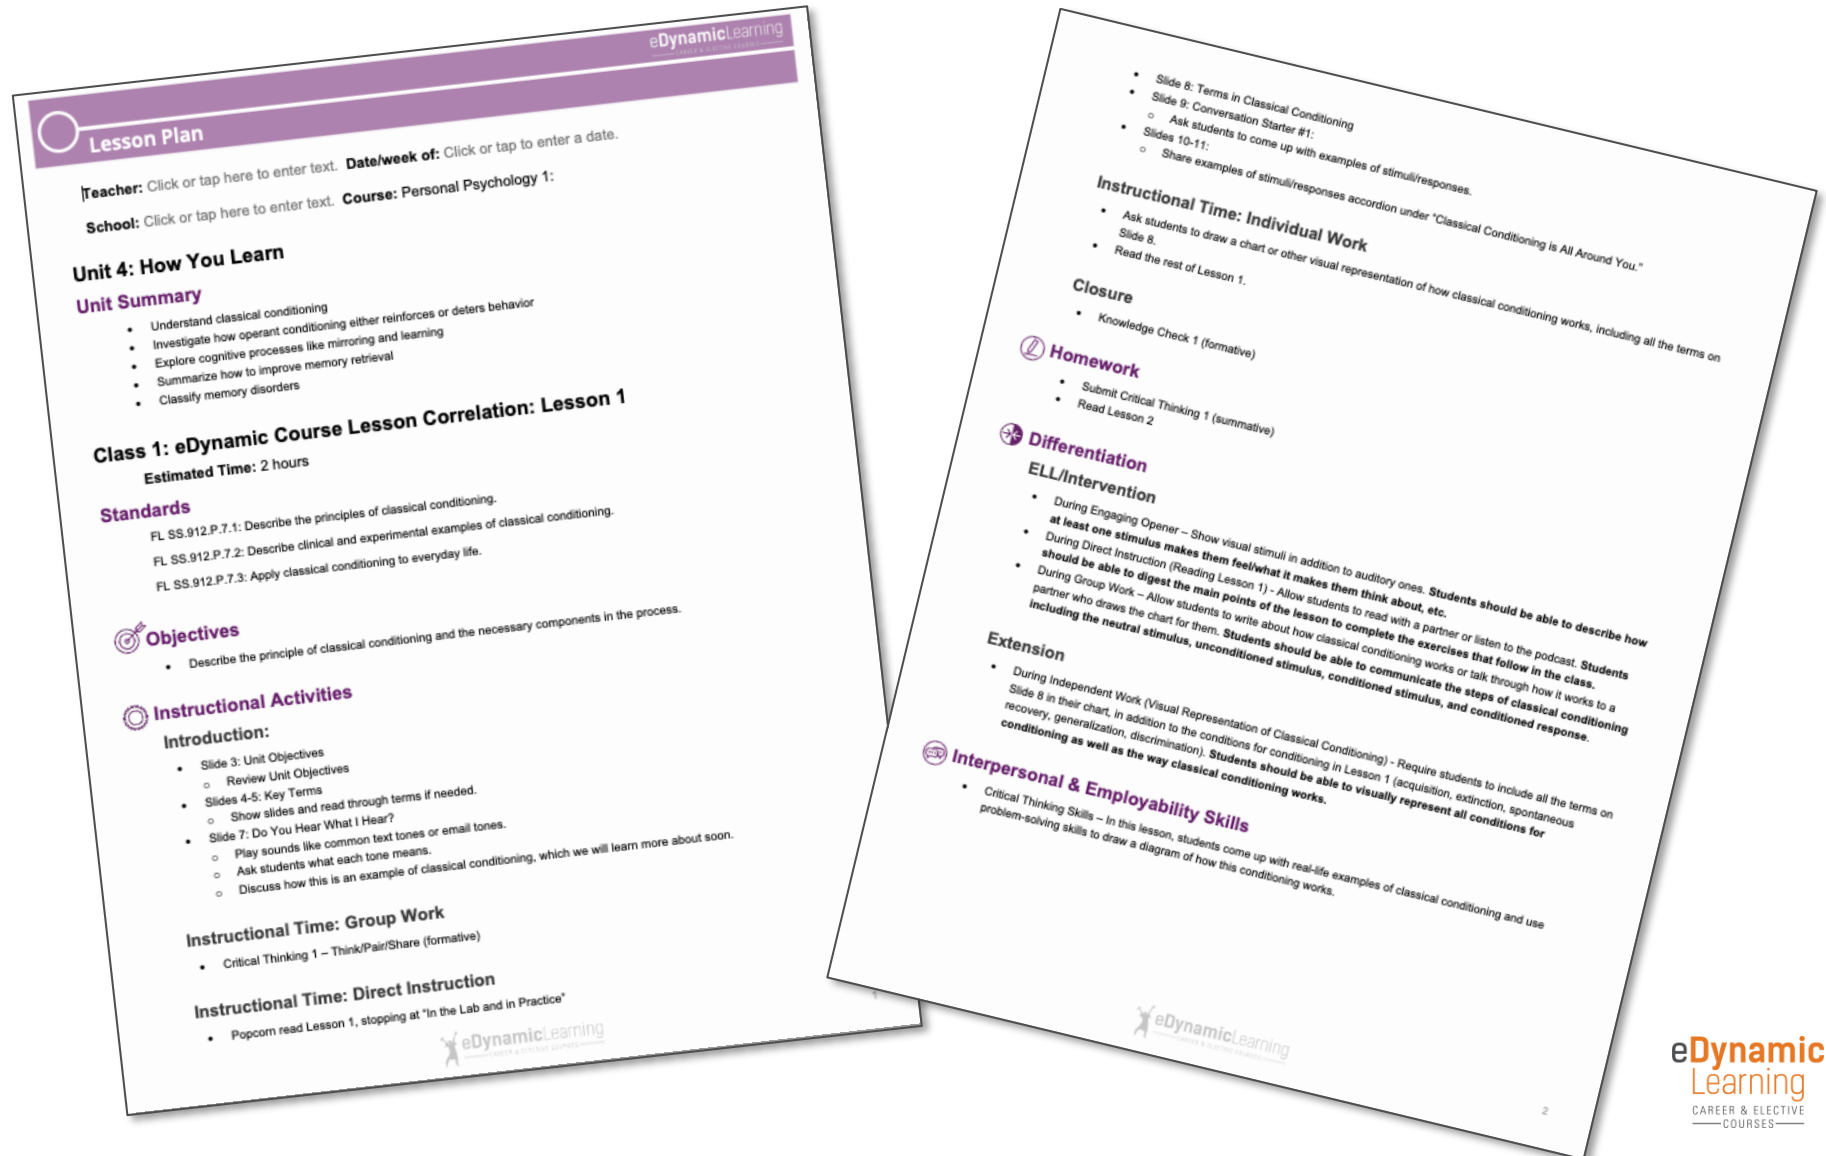 eDynamicLearning
CAREER & ELECTIVE COURSES
Lesson Plan
Teacher: Click or tap here to enter text. Date/week of: Click or tap to enter a date.
School: Click or tap here to enter text. Course: Personal Psychology 1:
Unit 4: How You Learn
Unit Summary
• Understand classical conditioning
• Investigate how operant conditioning either reinforces or deters behavior
• Explore cognitive processes like mirroring and learning
• Summarize how to improve memory retrieval
• Classify memory disorders
Class 1: eDynamic Course Lesson Correlation: Lesson 1
Estimated Time: 2 hours
Standards
FL SS.912.P.7.1: Describe the principles of classical conditioning.
FL SS.912.P.7.2: Describe clinical and experimental examples of classical conditioning.
FL SS.912.P.7.3: Apply classical conditioning to everyday life.
Objectives
• Describe the principle of classical conditioning and the necessary components in the process.
Instructional Activities
Introduction:
• Slide 3: Unit Objectives
o Review Unit Objectives
• Slides 4-5: Key Terms
o Show slides and read through terms if needed.
• Slide 7: Do You Hear What I Hear?
o Play sounds like common text tones or email tones.
o Ask students what each tone means.
o Discuss how this is an example of classical conditioning, which we will learn more about soon.
Instructional Time: Group Work
• Critical Thinking 1 – Think/Pair/Share (formative)
Instructional Time: Direct Instruction
• Popcorn read Lesson 1, stopping at “In the Lab and in Practice”
1
eDynamicLearning
CAREER & ELECTIVE COURSES
• Slide 8: Terms in Classical Conditioning
• Slide 9: Conversation Starter #1:
o Ask students to come up with examples of stimuli/responses.
• Slides 10-11:
o Share examples of stimuli/responses accordion under “Classical Conditioning is All Around You.”
Instructional Time: Individual Work
• Ask students to draw a chart or other visual representation of how classical conditioning works, including all the terms on
Slide 8.
• Read the rest of Lesson 1.
Closure
• Knowledge Check 1 (formative)
Homework
• Submit Critical Thinking 1 (summative)
• Read Lesson 2
Differentiation
ELL/Intervention
• During Engaging Opener – Show visual stimuli in addition to auditory ones. Students should be able to describe how
at least one stimulus makes them feel/what it makes them think about, etc.
• During Direct Instruction (Reading Lesson 1) - Allow students to read with a partner or listen to the podcast. Students
should be able to digest the main points of the lesson to complete the exercises that follow in the class.
• During Group Work – Allow students to write about how classical conditioning works or talk through how it works to a
partner who draws the chart for them. Students should be able to communicate the steps of classical conditioning
including the neutral stimulus, unconditioned stimulus, conditioned stimulus, and conditioned response.
Extension
• During Independent Work (Visual Representation of Classical Conditioning) - Require students to include all the terms on
Slide 8 in their chart, in addition to the conditions for conditioning in Lesson 1 (acquisition, extinction, spontaneous
recovery, generalization, discrimination). Students should be able to visually represent all conditions for
conditioning as well as the way classical conditioning works.
Interpersonal & Employability Skills
• Critical Thinking Skills – In this lesson, students come up with real-life examples of classical conditioning and use
problem-solving skills to draw a diagram of how this conditioning works.
eDynamicLearning
CAREER & ELECTIVE COURSES
2
eDynamic
Learning
CAREER & ELECTIVE
COURSES